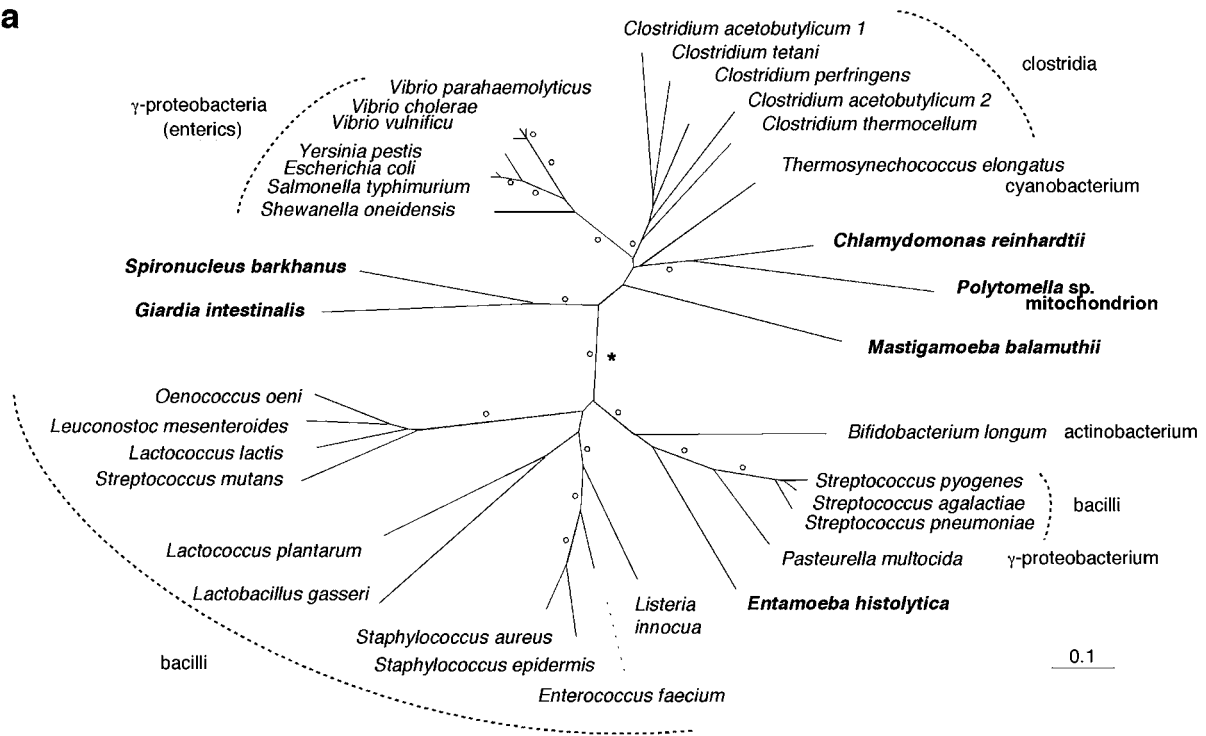 a
Clostridium acetobutylicum 1
Clostridium tetani
Clostridium perfringens
Clostridium acetobutylicum 2
Clostridium thermocellum
clostridia
γ-proteobacteria
(enterics)
Vibrio parahaemolyticus
Vibrio cholerae
Vibrio vulnificu
Yersinia pestis
Escherichia coli
Salmonella typhimurium
Shewanella oneidensis
Thermosynechococcus elongatus
cyanobacterium
Chlamydomonas reinhardtii
Polytomella sp.
mitochondrion
Mastigamoeba balamuthii
Spironucleus barkhanus
Giardia intestinalis
*
Oenococcus oeni
Leuconostoc mesenteroides
Lactococcus lactis
Streptococcus mutans
Bifidobacterium longum actinobacterium
Streptococcus pyogenes
Streptococcus agalactiae
Streptococcus pneumoniae
bacilli
Pasteurella multocida γ-proteobacterium
Entamoeba histolytica
Lactococcus plantarum
Lactobacillus gasseri
Listeria
innocua
Staphylococcus aureus
Staphylococcus epidermis
Enterococcus faecium
bacilli
0.1